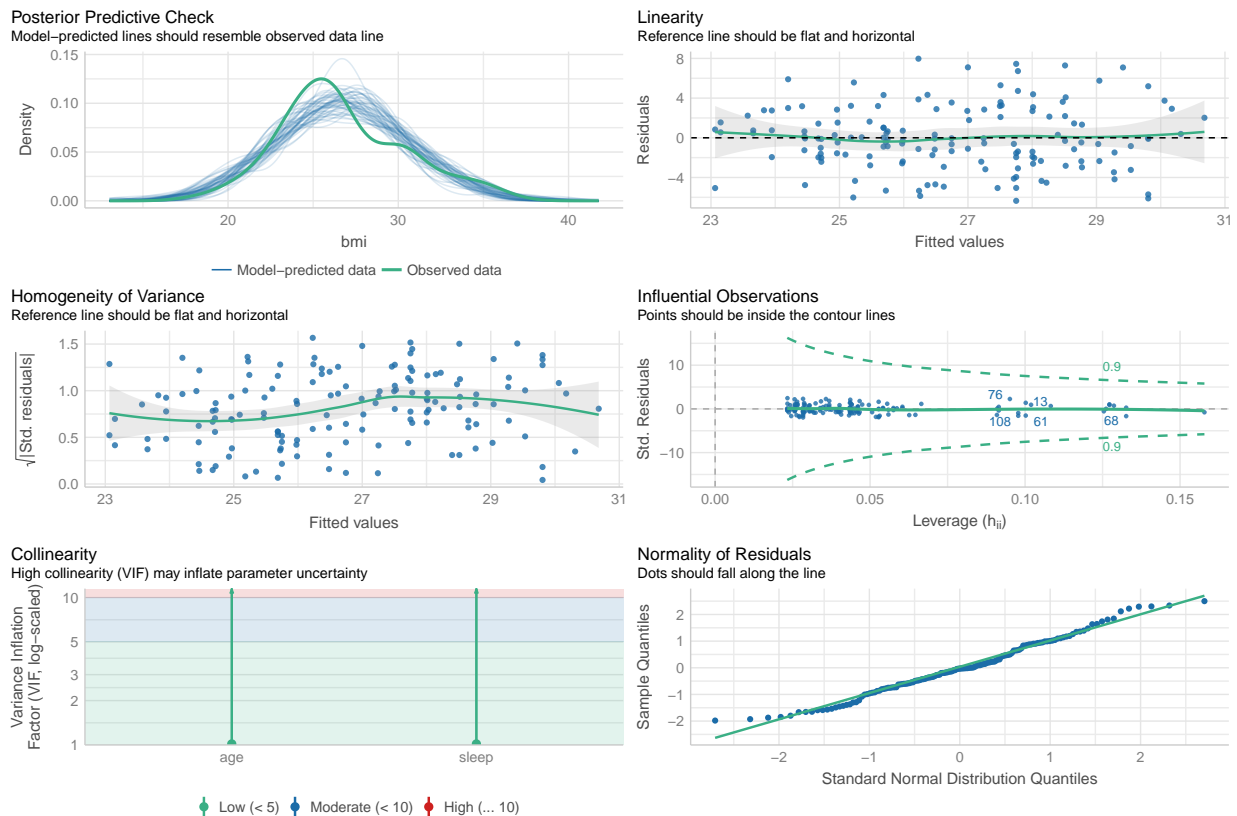 Posterior Predictive Check
Model−predicted lines should resemble observed data line
0.15
0.10
0.05
0.00
Density
20
30
40
bmi
Model−predicted data
Observed data
Linearity
Reference line should be flat and horizontal
8
4
0
−4
Residuals
23
25
27
29
31
Fitted values
Homogeneity of Variance
Reference line should be flat and horizontal
1.5
1.0
0.5
0.0
√|Std. residuals|
23
25
27
29
31
Fitted values
Influential Observations
Points should be inside the contour lines
10
0
−10
Std. Residuals
0.9
76
13
108
61
68
0.9
0.00
0.05
0.10
0.15
Leverage (hii)
Collinearity
High collinearity (VIF) may inflate parameter uncertainty
10
5
3
2
1
Variance Inflation
Factor (VIF, log−scaled)
age
sleep
Low (< 5)
Moderate (< 10)
High (... 10)
Normality of Residuals
Dots should fall along the line
2
1
0
−1
−2
Sample Quantiles
−2
−1
0
1
2
Standard Normal Distribution Quantiles